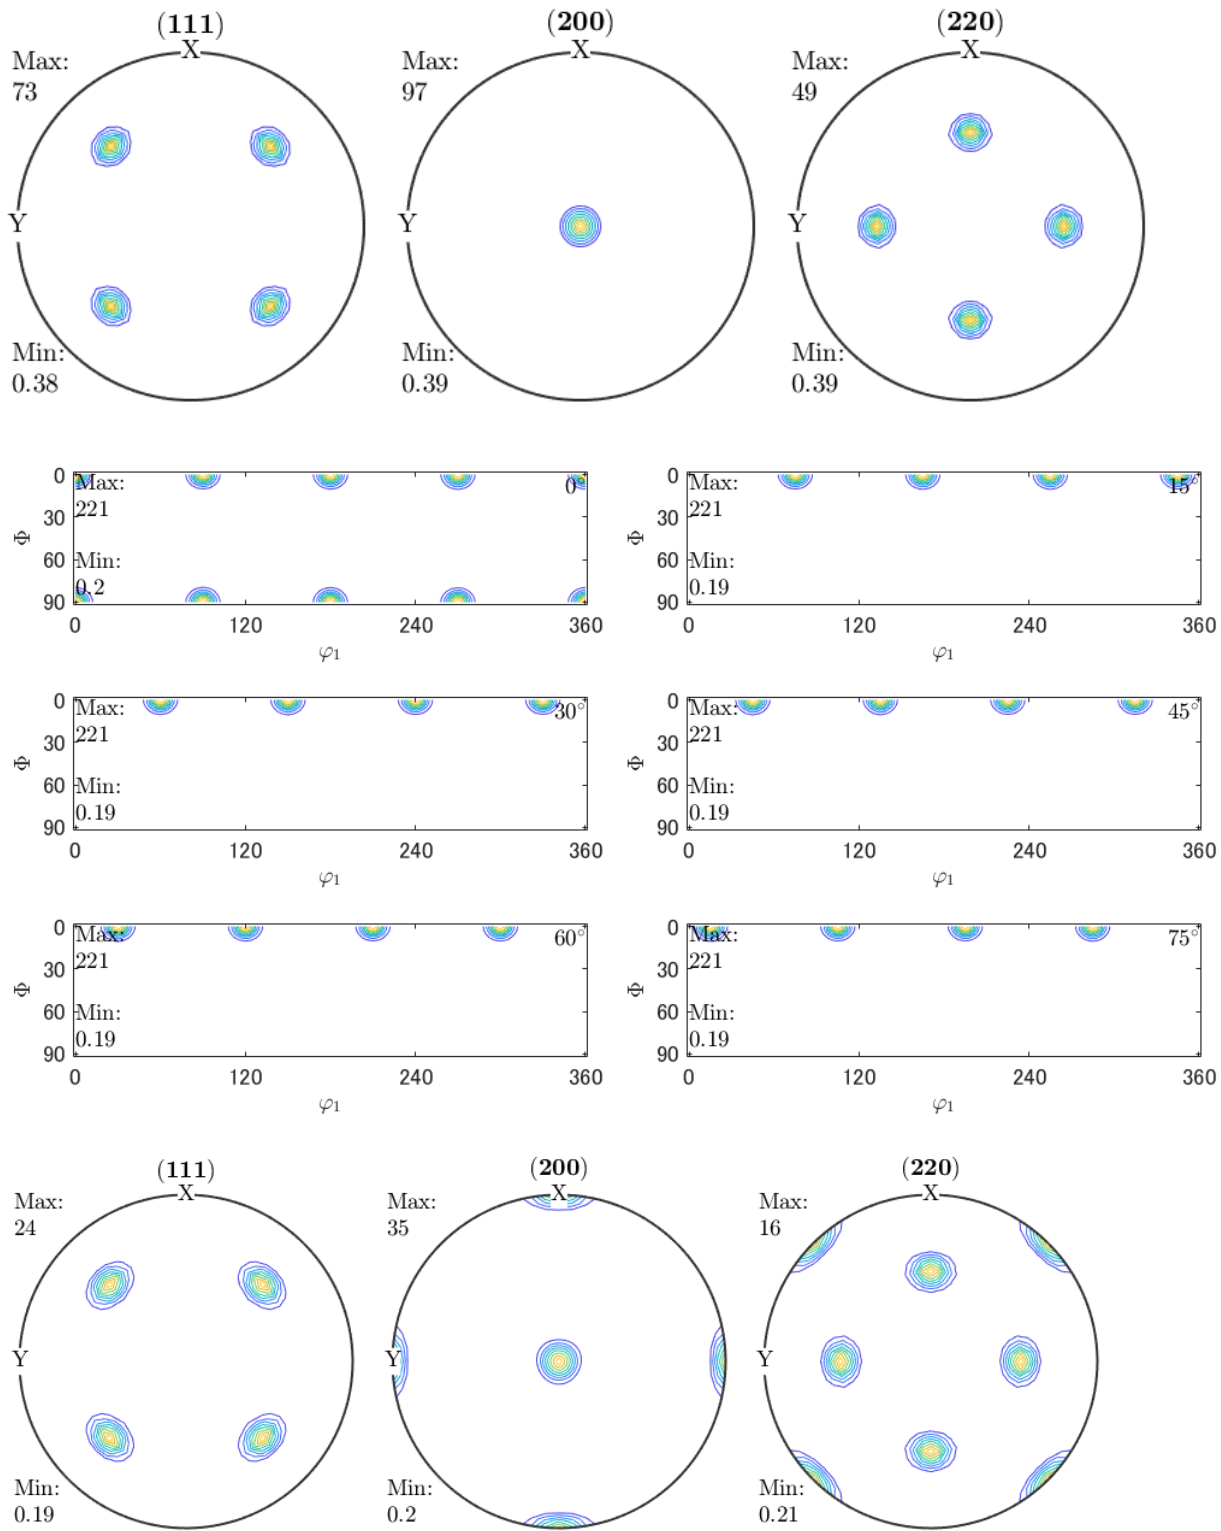 (111) (200) (220)
X X X
Max: Max: Max:
73 97 49
Y Y Y
Min: Min: Min:
0.38 0.39 0.39
0 Max: 0° 0 Max: 15°
221 221
30 30
Φ Φ
60 Min: 60 Min:
0.2 0.19
90 90
0 120 240 360 0 120 240 360
φ1 φ1
0 Max: 30° 0 Max: 45°
221 221
30 30
Φ Φ
60 Min: 60 Min:
0.19 0.19
90 90
0 120 240 360 0 120 240 360
φ1 φ1
0 Max: 60° 0 Max: 75°
221 221
30 30
Φ Φ
60 Min: 60 Min:
0.19 0.19
90 90
0 120 240 360 0 120 240 360
φ1 φ1
(111) (200) (220)
X X X
Max: Max: Max:
24 35 16
Y Y Y
Min: Min: Min:
0.19 0.2 0.21